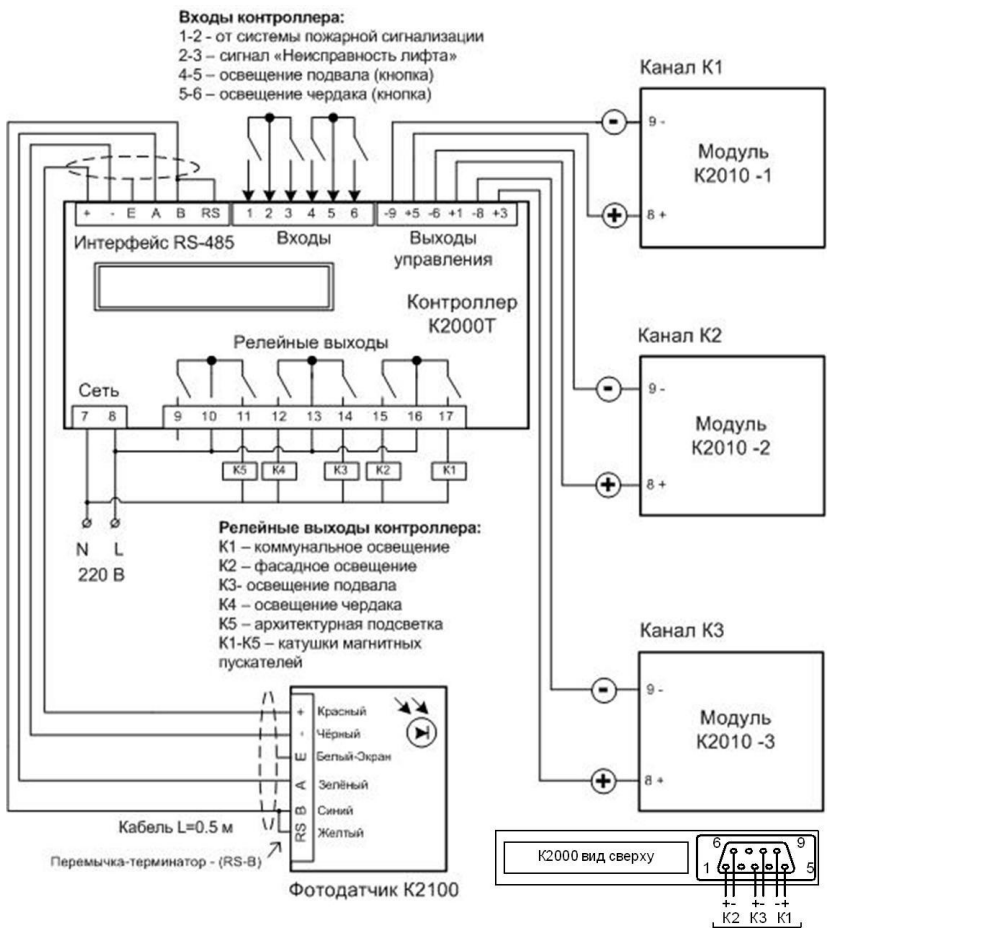 Входы контроллера:
1-2 - от системы пожарной сигнализации
2-3 – сигнал «Неисправность лифта»
4-5 – освещение подвала (кнопка)
5-6 – освещение чердака (кнопка)
Канал К1
- 9 -
Модуль
К2010 -1
+ 8 +
+ - E A B RS
1 2 3 4 5 6
-9 +5 -6 +1 -8 +3
Интерфейс RS-485
Входы
Выходы
управления
Контроллер
К2000Т
Релейные выходы
Канал К2
- 9 -
Модуль
К2010 -2
+ 8 +
Сеть
7 8
9 10 11 12 13 14 15 16 17
К5 К4 К3 К2 К1
N L
220 В
Релейные выходы контроллера:
К1 – коммунальное освещение
К2 – фасадное освещение
К3- освещение подвала
К4 – освещение чердака
К5 – архитектурная подсветка
К1-К5 – катушки магнитных
пускателей
Канал К3
- 9 -
Модуль
К2010 -3
+ 8 +
+ Красный
- Чёрный
E Белый-Экран
A Зелёный
B Синий
RS Желтый
Кабель L=0.5 м
Перемычка-терминатор - (RS-B)
Фотодатчик К2100
К2000 вид сверху
6 9
1 5
+- +- -+
К2 К3 К1